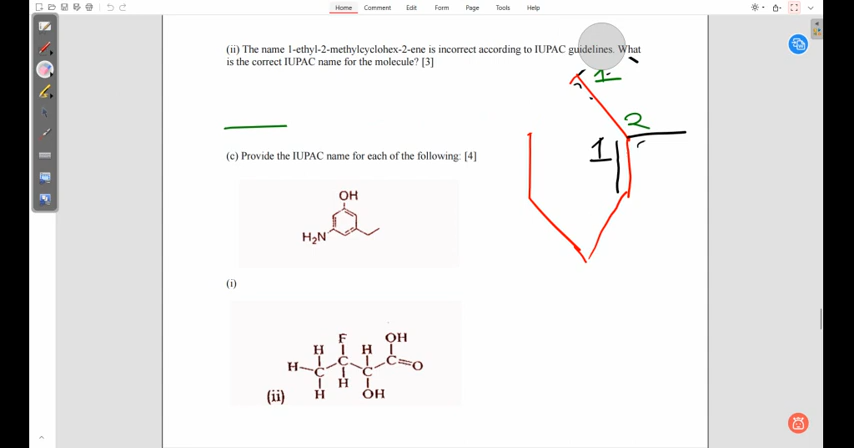 Home Comment Edit Form Page Tools Help
(ii) The name 1-ethyl-2-methylcyclohex-2-ene is incorrect according to IUPAC guidelines. What
is the correct IUPAC name for the molecule? [3]
1
2
1
(c) Provide the IUPAC name for each of the following: [4]
OH
H₂N
(i)
F OH
H H
H C C C C O
H H OH
(ii)